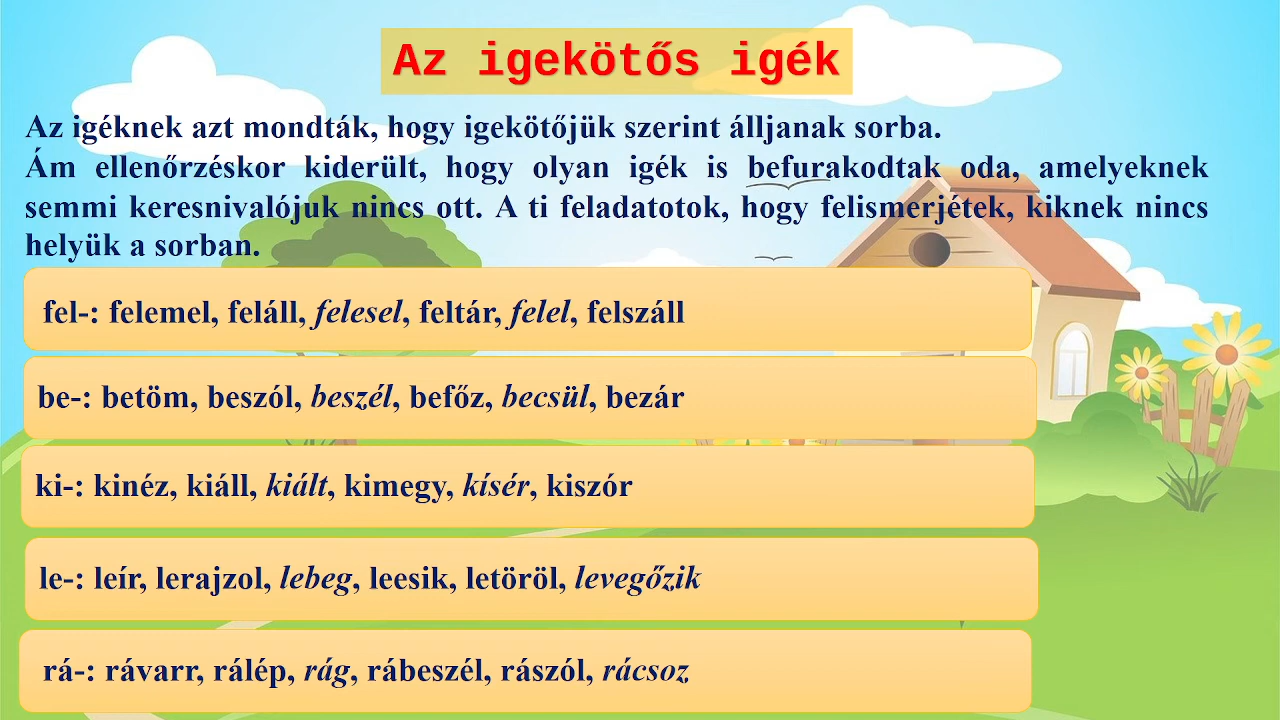 Az igekötős igék
Az igéknek azt mondták, hogy igekötőjük szerint álljanak sorba.
Ám ellenőrzéskor kiderült, hogy olyan igék is befurakodtak oda, amelyeknek
semmi keresnivalójuk nincs ott. A ti feladatotok, hogy felismerjétek, kiknek nincs
helyük a sorban.
fel-: felemel, feláll, felesel, feltár, felel, felszáll
be-: betöm, beszól, beszél, befőz, becsül, bezár
ki-: kinéz, kiáll, kiált, kimegy, kísér, kiszór
le-: leír, lerajzol, lebeg, leesik, letöröl, levegőzik
rá-: rávarr, rálép, rág, rábeszél, rászól, rácsoz